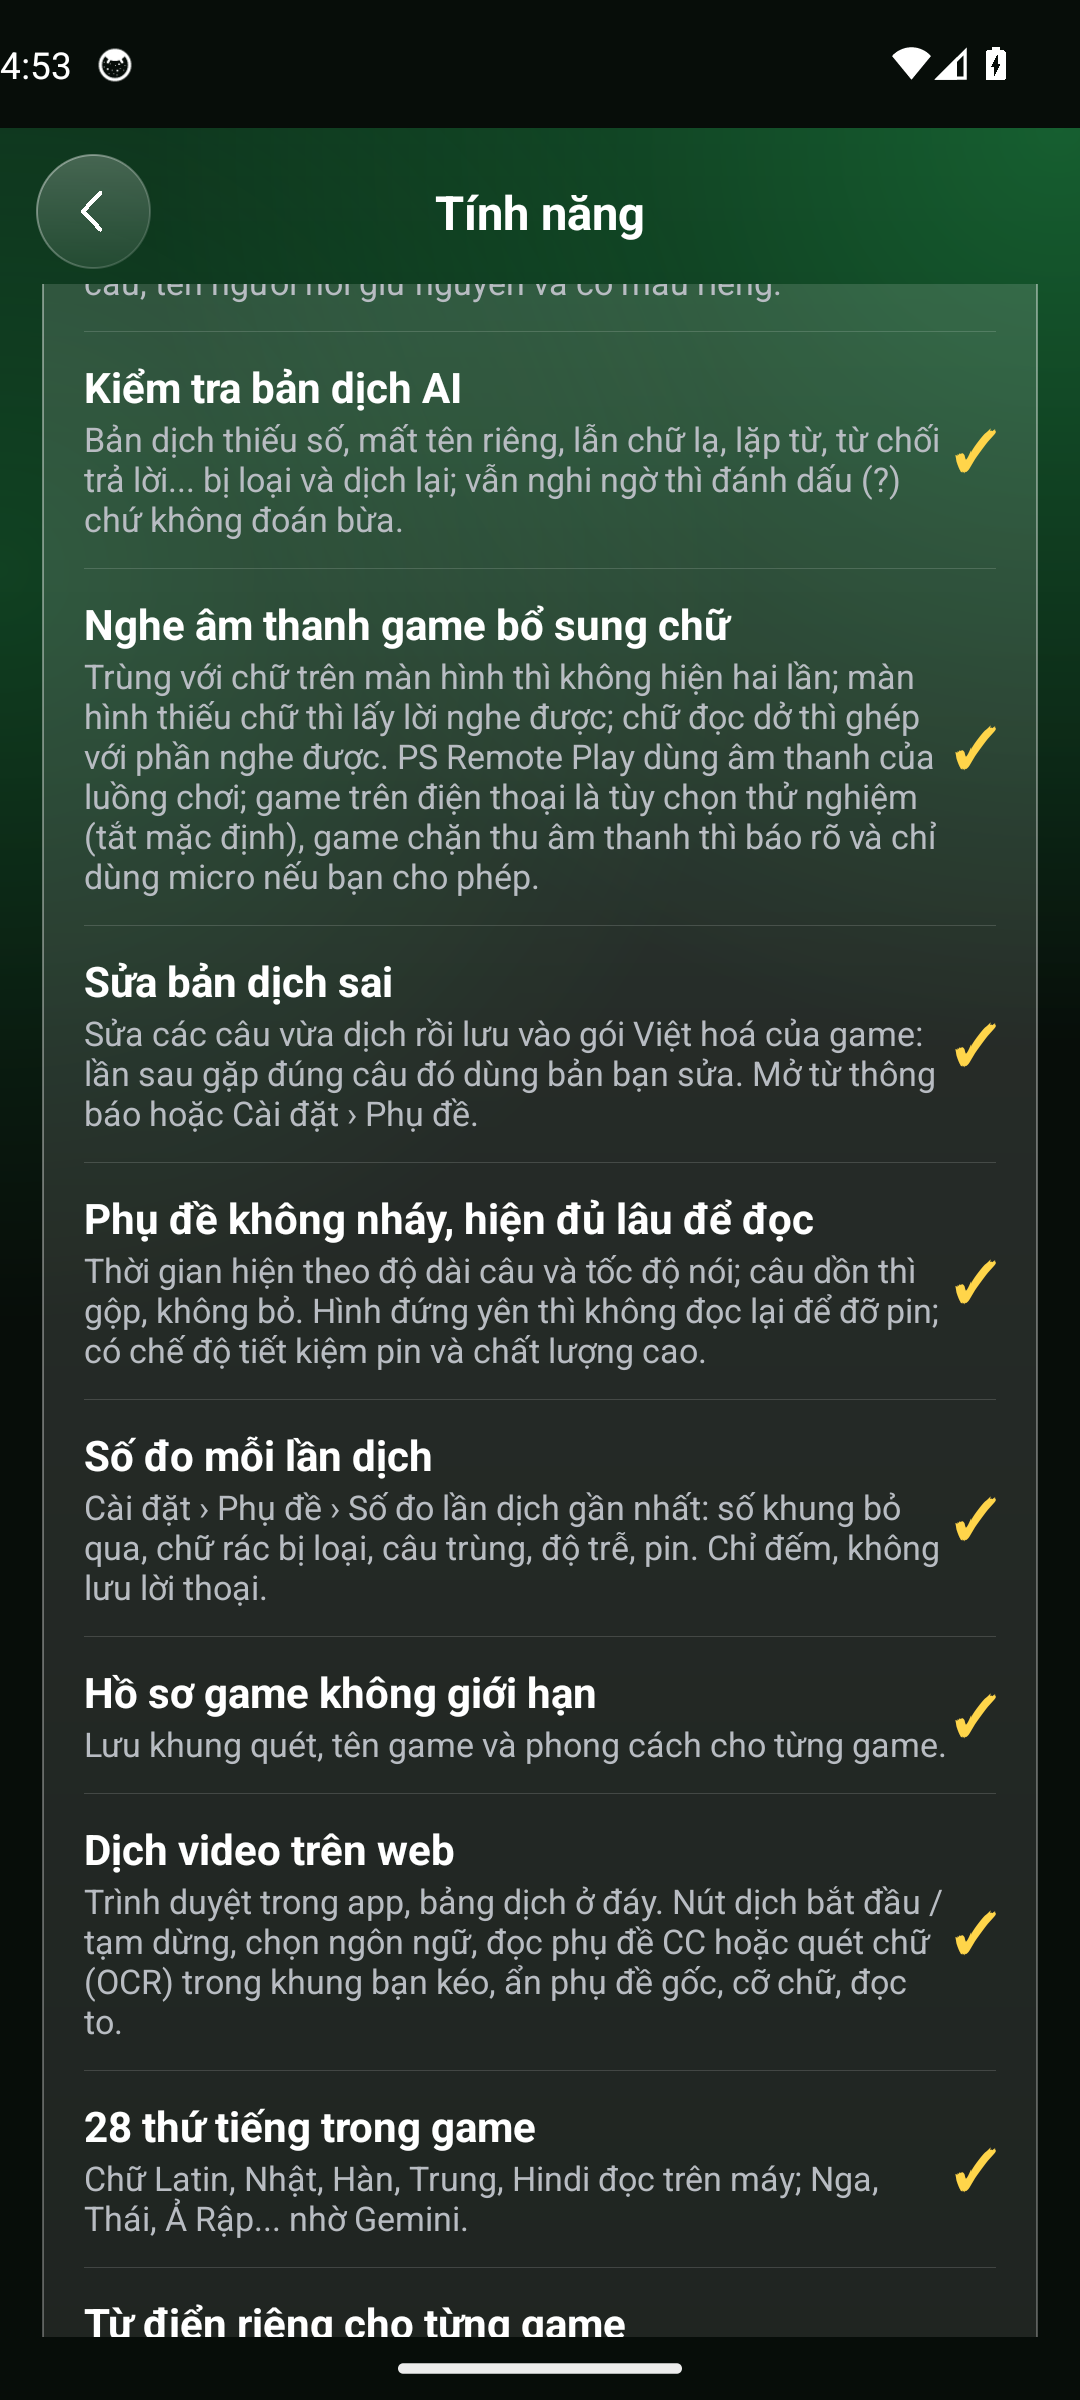 4:53
Tính năng
câu, tên người nói giữ nguyên và có màu riêng.
Kiểm tra bản dịch AI
Bản dịch thiếu số, mất tên riêng, lẫn chữ lạ, lặp từ, từ chối
trả lời... bị loại và dịch lại; vẫn nghi ngờ thì đánh dấu (?)
chứ không đoán bừa.
Nghe âm thanh game bổ sung chữ
Trùng với chữ trên màn hình thì không hiện hai lần; màn
hình thiếu chữ thì lấy lời nghe được; chữ đọc dở thì ghép
với phần nghe được. PS Remote Play dùng âm thanh của
luồng chơi; game trên điện thoại là tùy chọn thử nghiệm
(tắt mặc định), game chặn thu âm thanh thì báo rõ và chỉ
dùng micro nếu bạn cho phép.
Sửa bản dịch sai
Sửa các câu vừa dịch rồi lưu vào gói Việt hoá của game:
lần sau gặp đúng câu đó dùng bản bạn sửa. Mở từ thông
báo hoặc Cài đặt › Phụ đề.
Phụ đề không nháy, hiện đủ lâu để đọc
Thời gian hiện theo độ dài câu và tốc độ nói; câu dồn thì
gộp, không bỏ. Hình đứng yên thì không đọc lại để đỡ pin;
có chế độ tiết kiệm pin và chất lượng cao.
Số đo mỗi lần dịch
Cài đặt › Phụ đề › Số đo lần dịch gần nhất: số khung bỏ
qua, chữ rác bị loại, câu trùng, độ trễ, pin. Chỉ đếm, không
lưu lời thoại.
Hồ sơ game không giới hạn
Lưu khung quét, tên game và phong cách cho từng game.
Dịch video trên web
Trình duyệt trong app, bảng dịch ở đáy. Nút dịch bắt đầu /
tạm dừng, chọn ngôn ngữ, đọc phụ đề CC hoặc quét chữ
(OCR) trong khung bạn kéo, ẩn phụ đề gốc, cỡ chữ, đọc
to.
28 thứ tiếng trong game
Chữ Latin, Nhật, Hàn, Trung, Hindi đọc trên máy; Nga,
Thái, Ả Rập... nhờ Gemini.
Từ điển riêng cho từng game